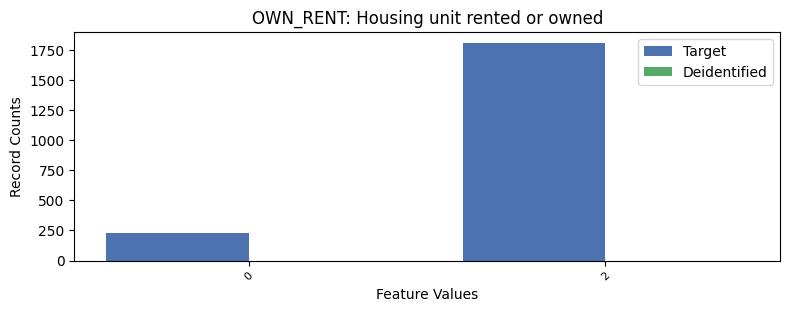 OWN_RENT: Housing unit rented or owned
Target
Deidentified
Record Counts
1750
1500
1250
1000
750
500
250
0
0
2
Feature Values